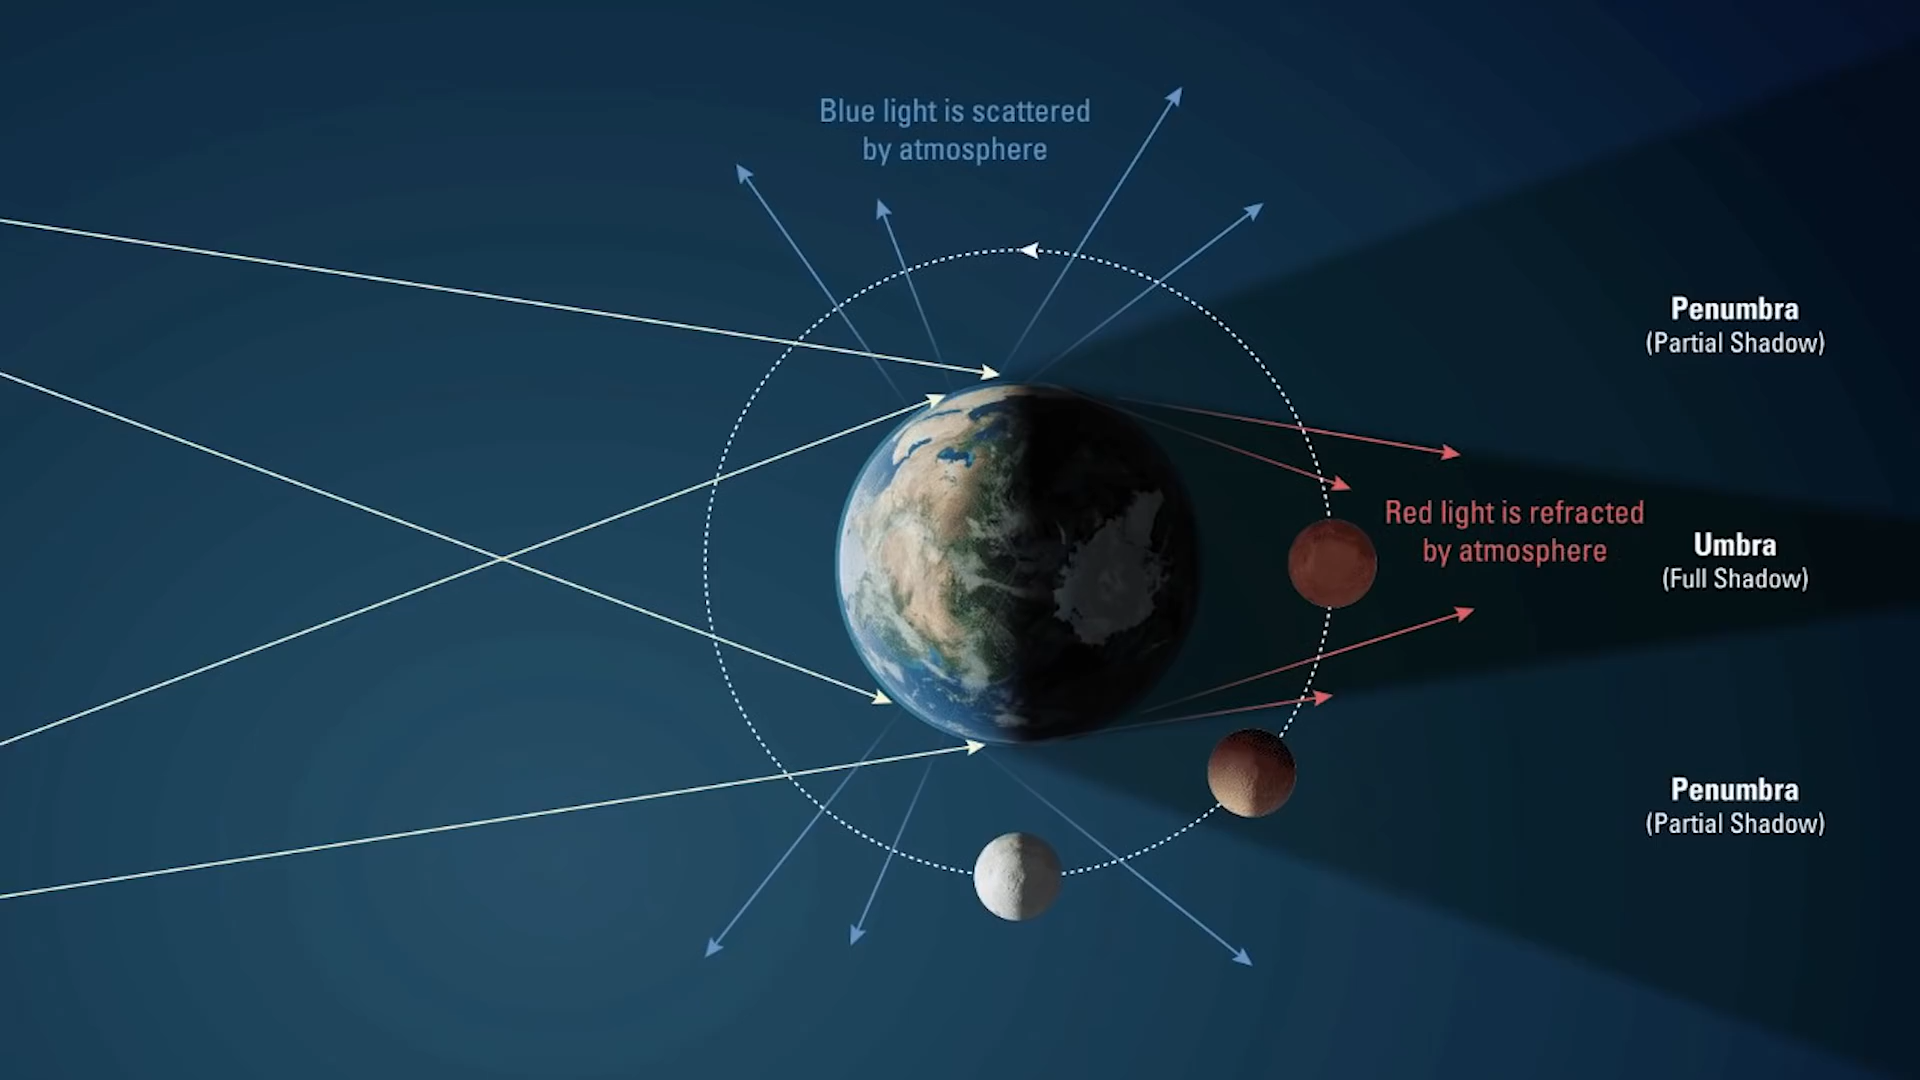 Blue light is scattered
by atmosphere
Penumbra
(Partial Shadow)
Red light is refracted
by atmosphere
Umbra
(Full Shadow)
Penumbra
(Partial Shadow)